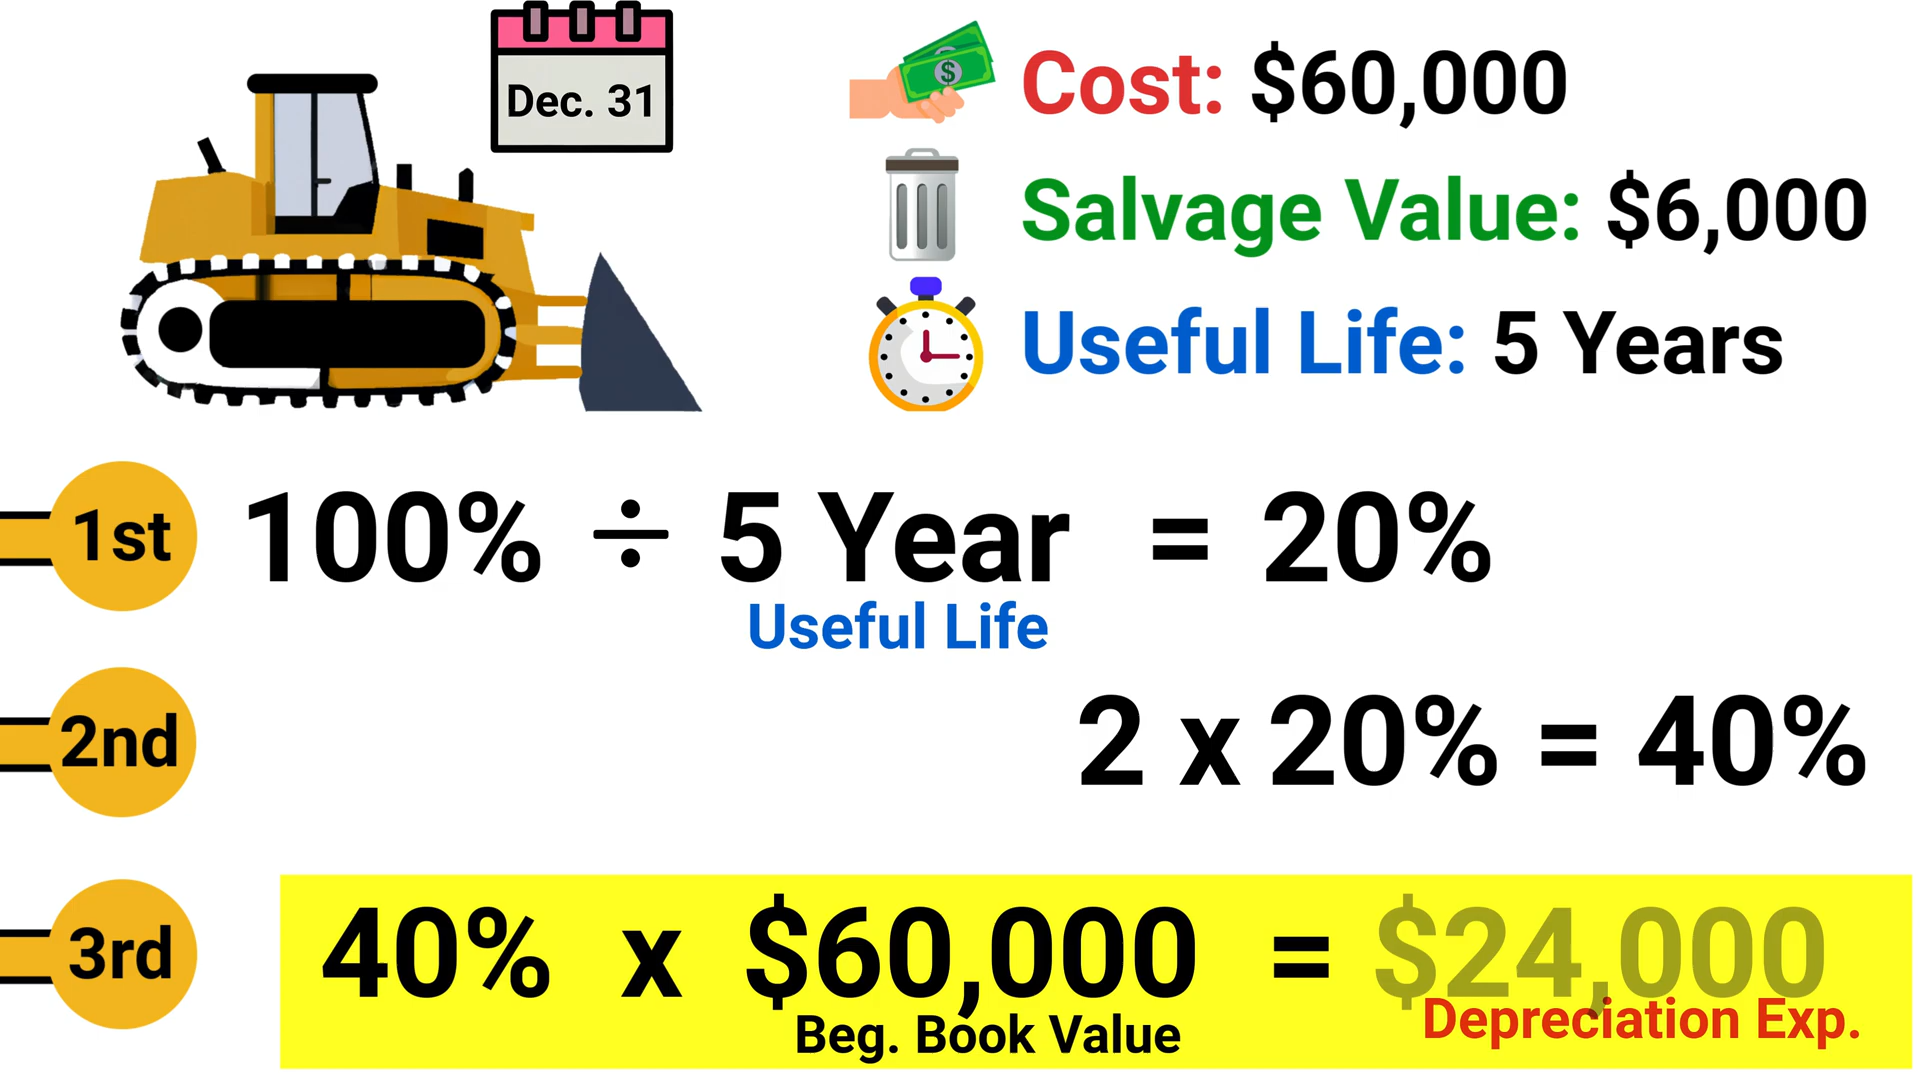 Dec. 31
Cost: $60,000
Salvage Value: $6,000
Useful Life: 5 Years
1st 100% ÷ 5 Year = 20%
Useful Life
2nd 2 x 20% = 40%
3rd 40% x $60,000 = $24,000
Beg. Book Value Depreciation Exp.